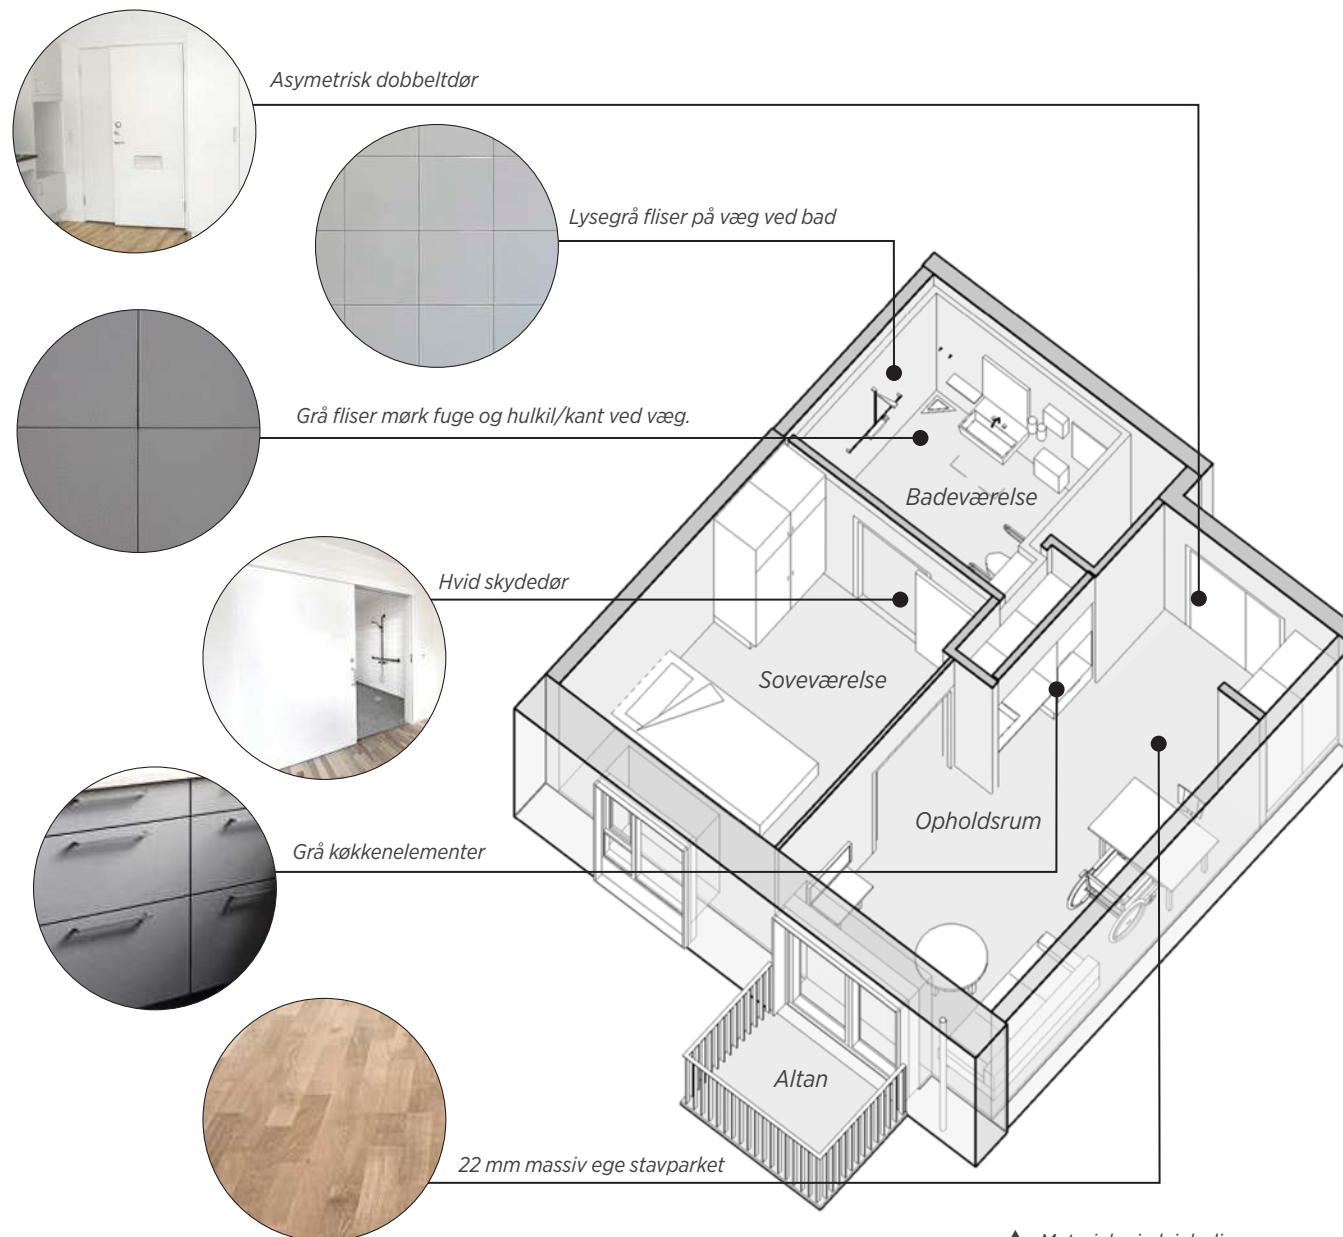 Asymetrisk dobbeltdør
Lysegrå fliser på væg ved bad
Grå fliser mørk fuge og hulkil/kant ved væg.
Badeværelse
Hvid skydedør
Soveværelse
Opholdsrum
Grå køkkenelementer
Altan
22 mm massiv ege stavparket